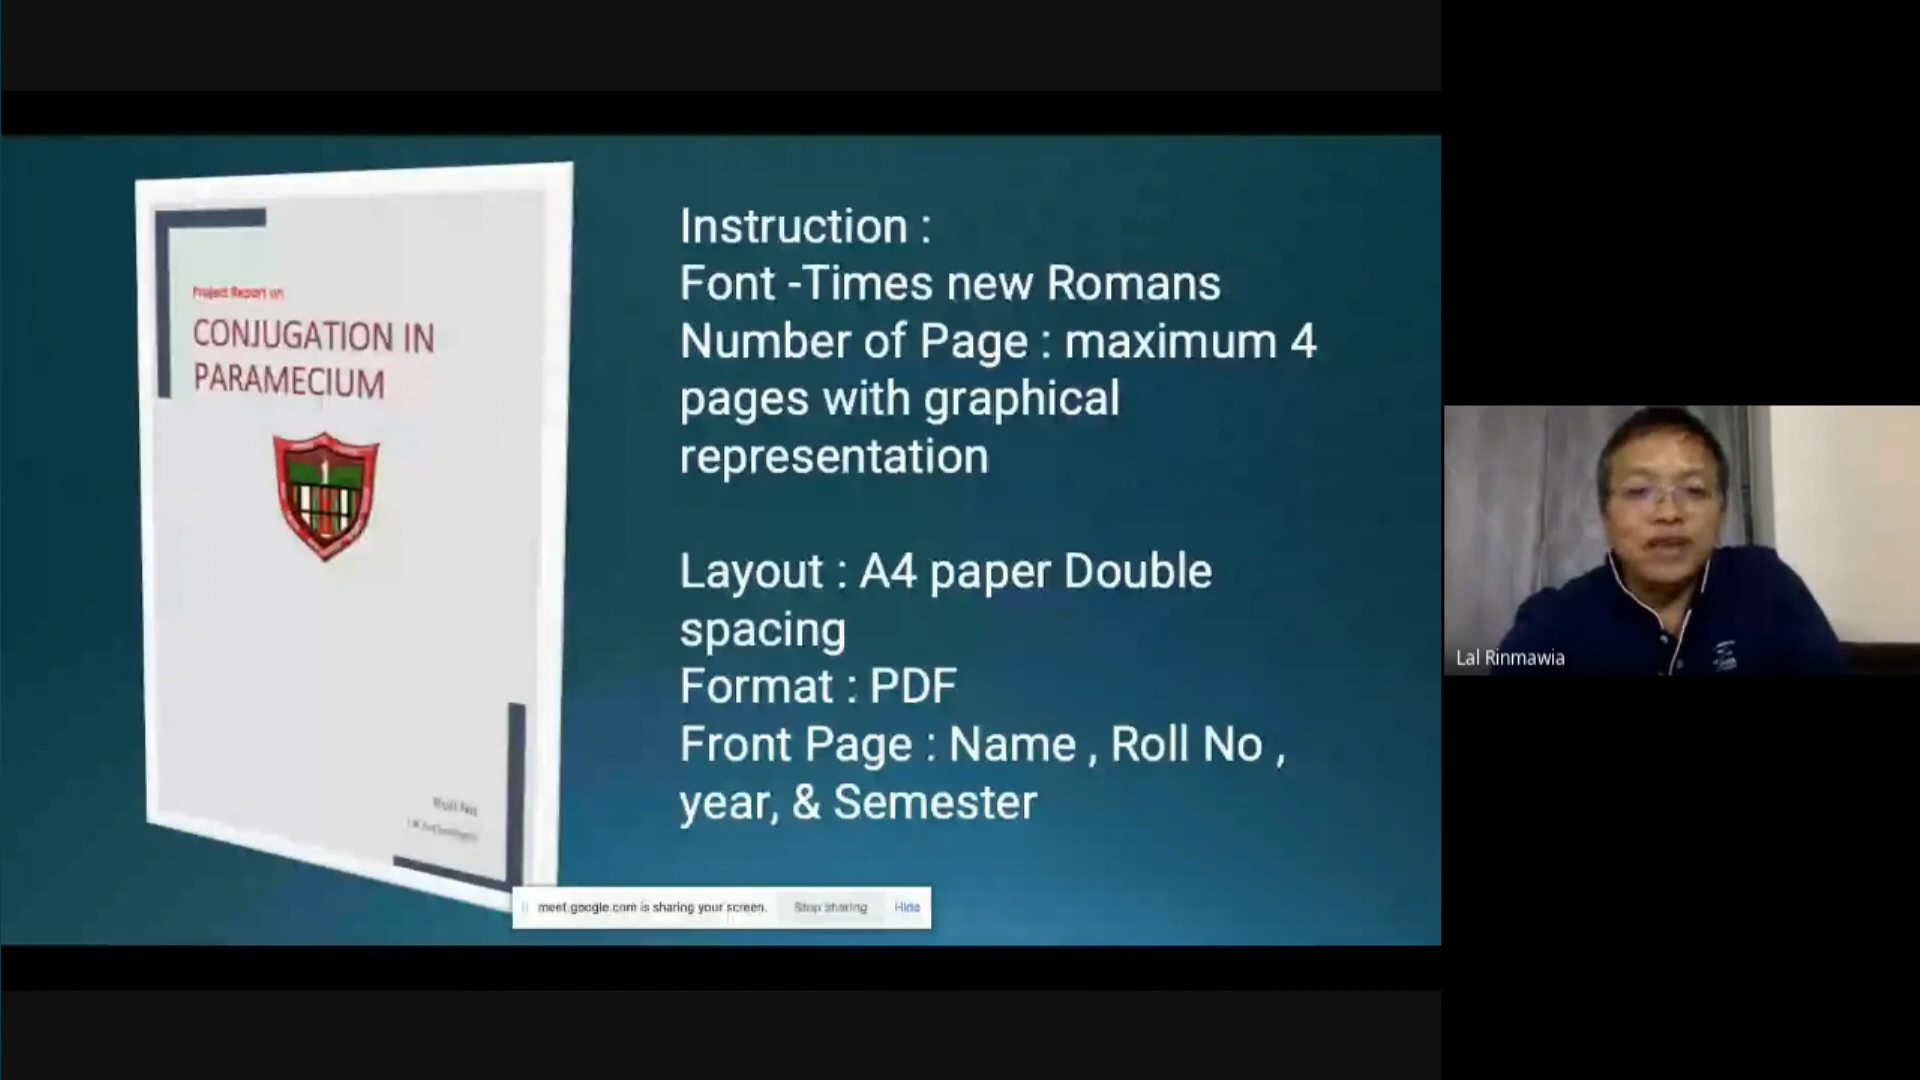 Project Report on
CONJUGATION IN
PARAMECIUM
Roll No:
Instruction :
Font -Times new Romans
Number of Page : maximum 4
pages with graphical
representation
Layout : A4 paper Double
spacing
Format : PDF
Front Page : Name , Roll No ,
year, & Semester
meet.google.com is sharing your screen. Stop sharing Hide
Lal Rinmawia